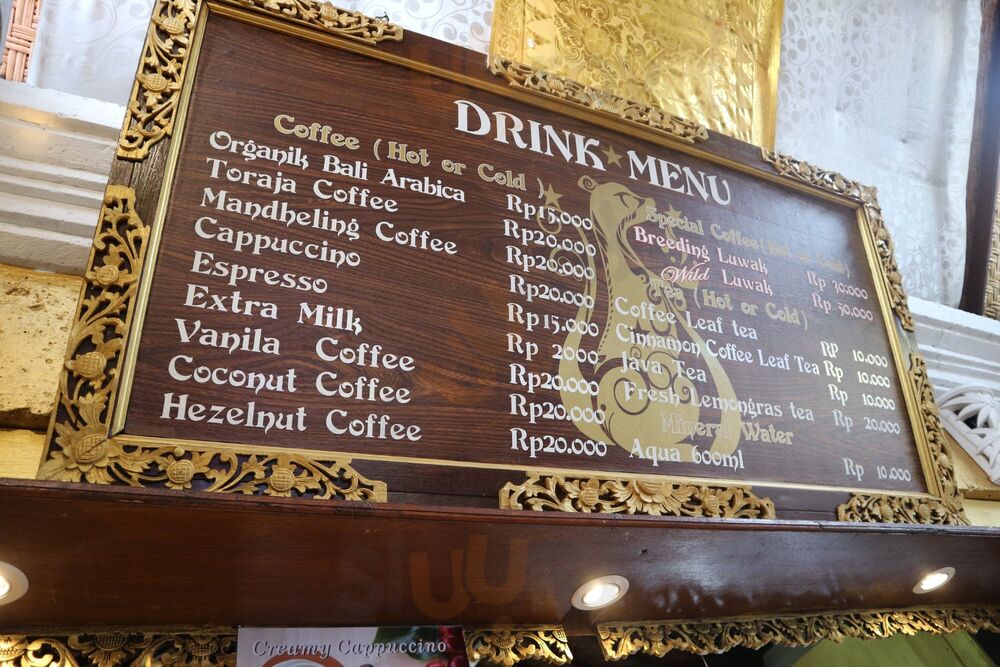 DRINK MENU
Coffee (Hot or Cold)
Organik Bali Arabica Rp15.000
Toraja Coffee Rp20.000
Mandheling Coffee Rp20.000
Cappuccino Rp20.000
Espresso Rp15.000
Extra Milk Rp 2000
Vanila Coffee Rp20.000
Coconut Coffee Rp20.000
Hezelnut Coffee Rp20.000
Special Coffee (Hot or Cold)
Breeding Luwak Rp 30.000
Wild Luwak Rp 50.000
Tea (Hot or Cold)
Coffee Leaf tea RP 10.000
Cinnamon Coffee Leaf Tea Rp 10.000
Java Tea Rp 10.000
Fresh Lemongras tea Rp 20.000
Mineral Water
Aqua 600ml Rp 10.000
Creamy Cappuccino